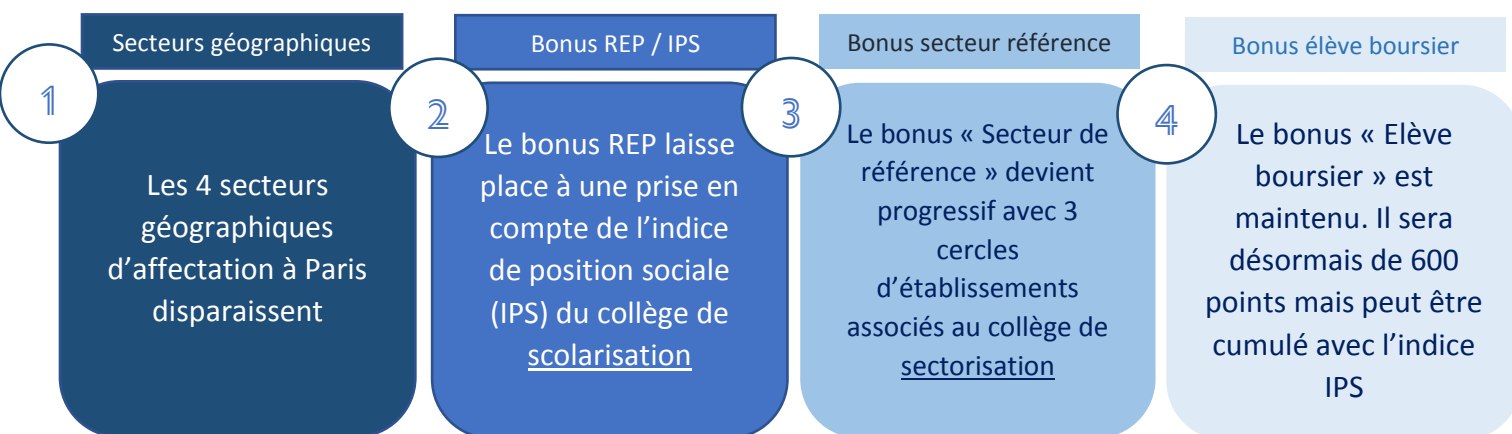 Secteurs géographiques
1
Les 4 secteurs
géographiques
d'affectation à Paris
disparaissent
Bonus REP / IPS
2
Le bonus REP laisse
place à une prise en
compte de l'indice
de position sociale
(IPS) du collège de
scolarisation
Bonus secteur référence
3
Le bonus « Secteur de
référence » devient
progressif avec 3
cercles
d'établissements
associés au collège de
sectorisation
Bonus élève boursier
4
Le bonus « Elève
boursier » est
maintenu. Il sera
désormais de 600
points mais peut être
cumulé avec l'indice
IPS